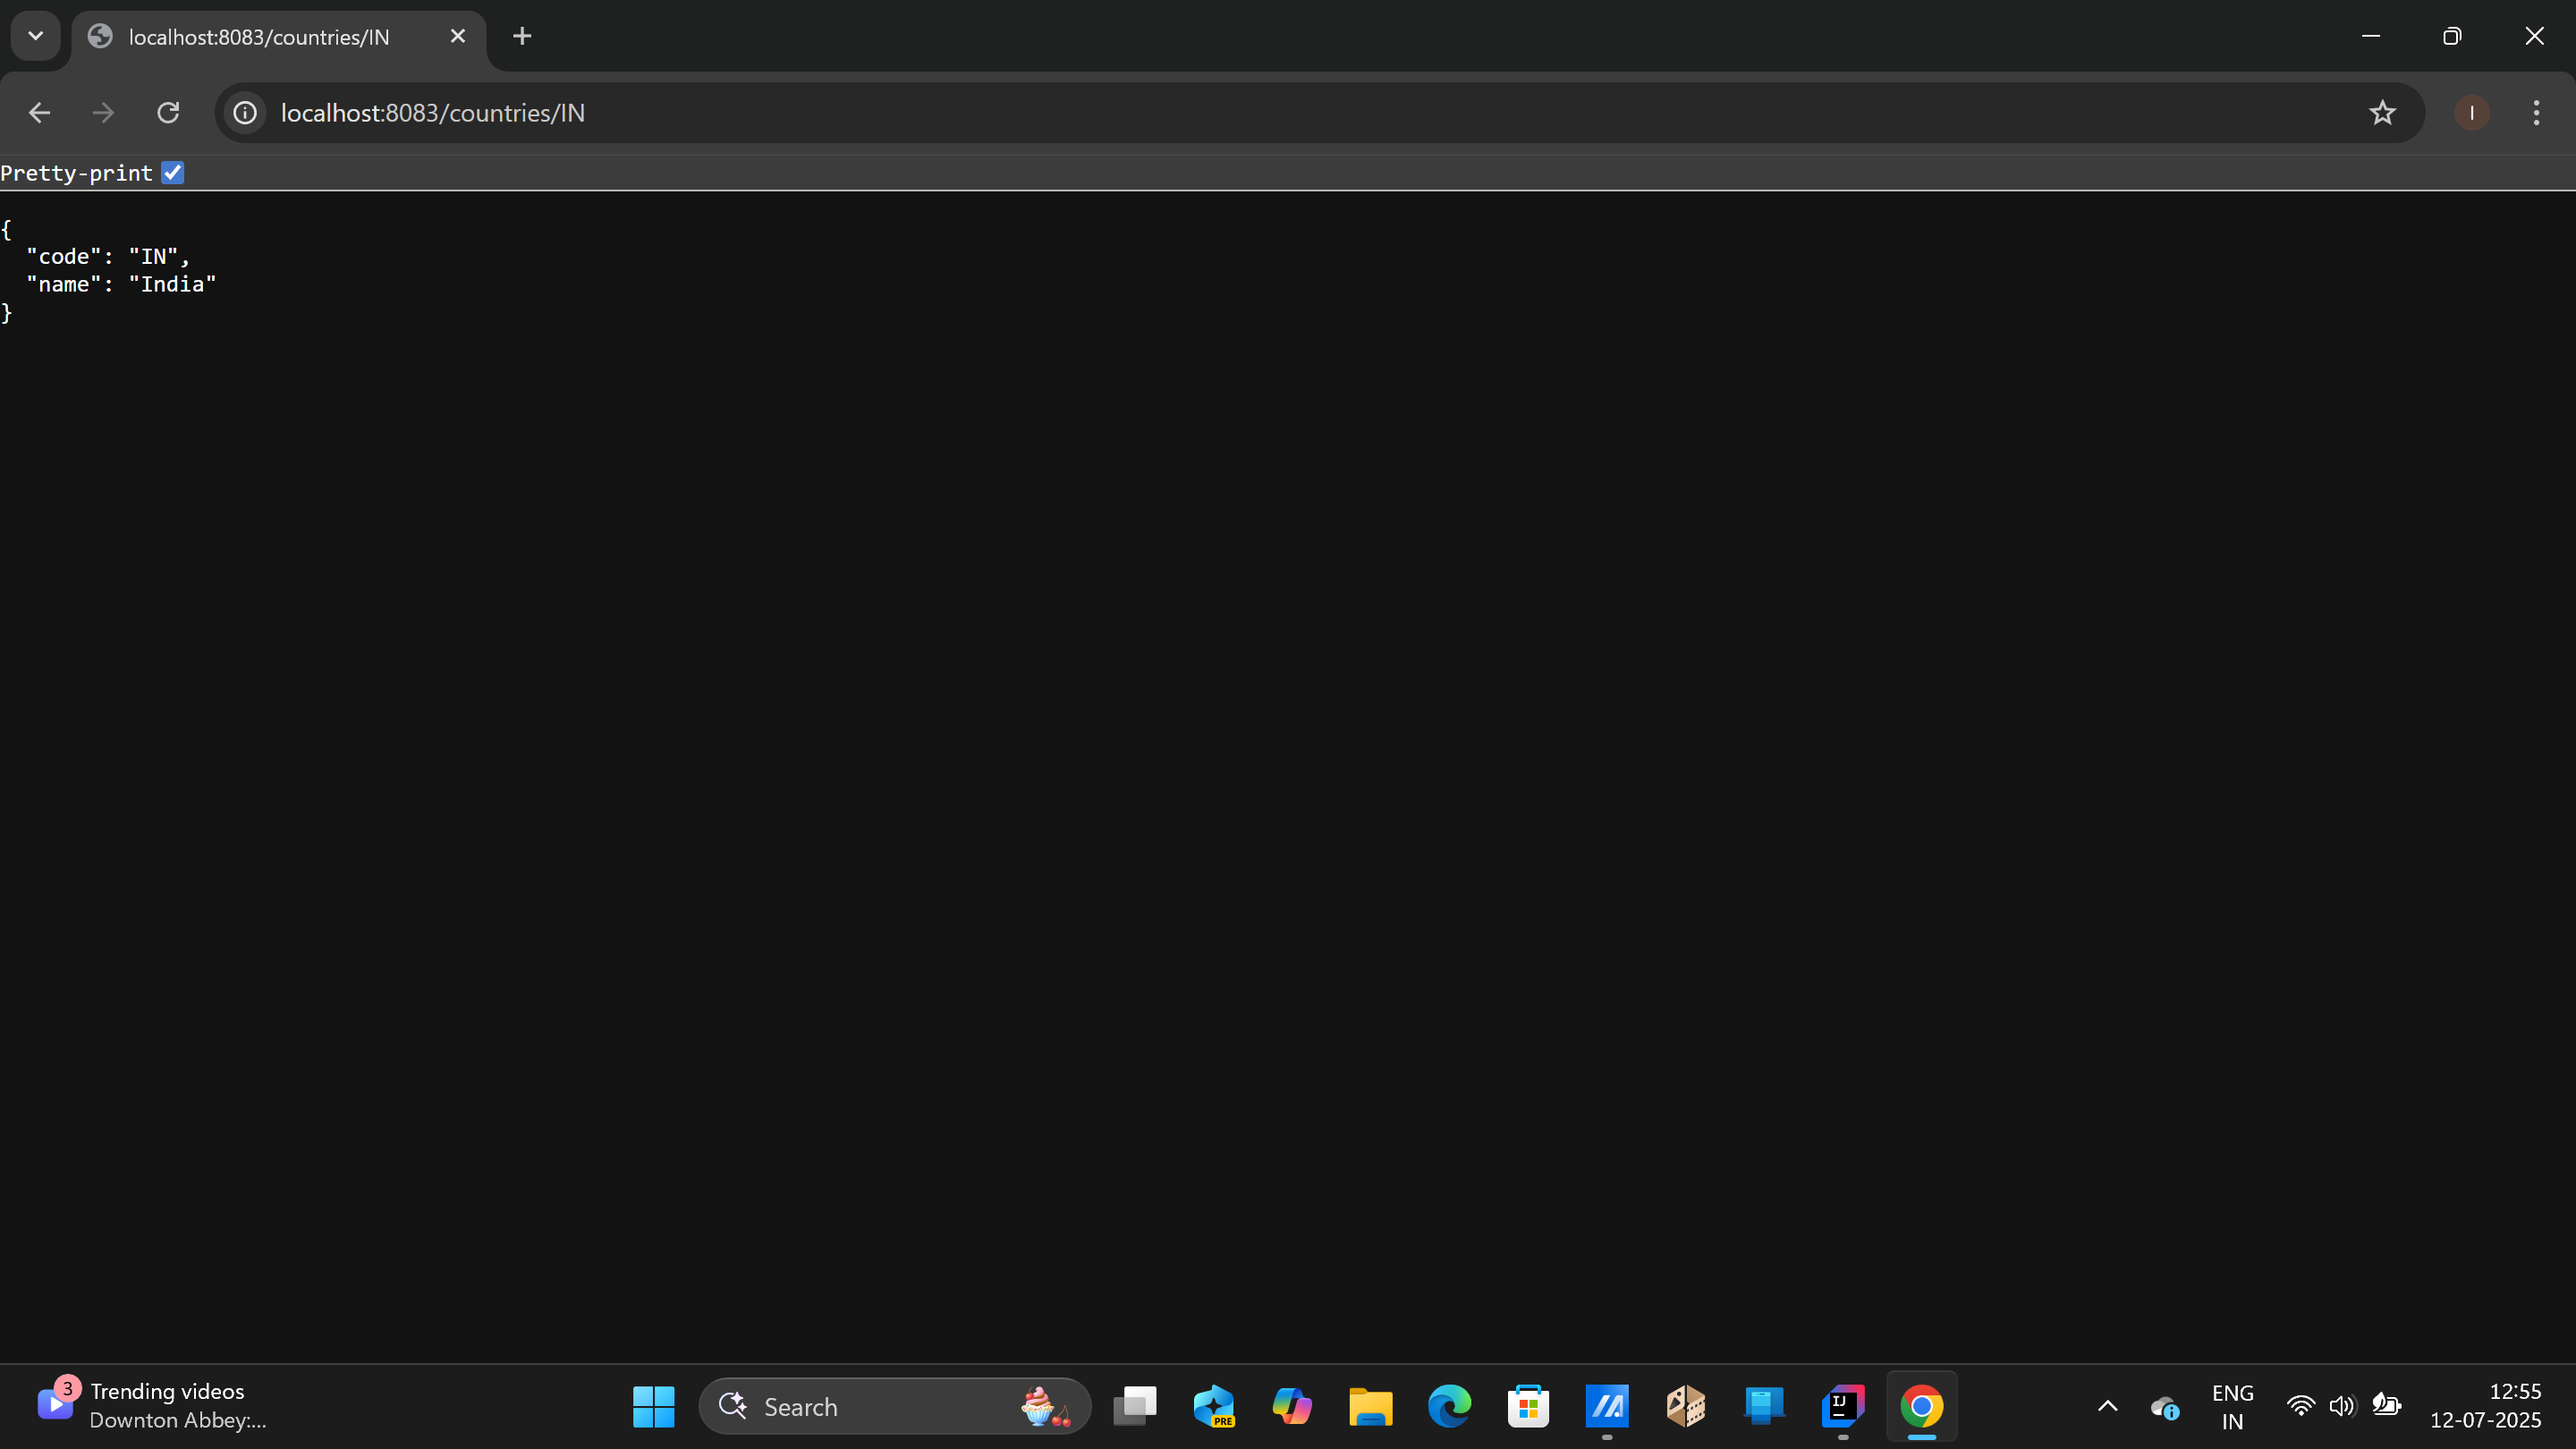 localhost:8083/countries/IN
localhost:8083/countries/IN
I
Pretty-print
{
  "code": "IN",
  "name": "India"
}
3
Trending videos
Downton Abbey:...
Search
PRE
IJ
ENG
IN
12:55
12-07-2025